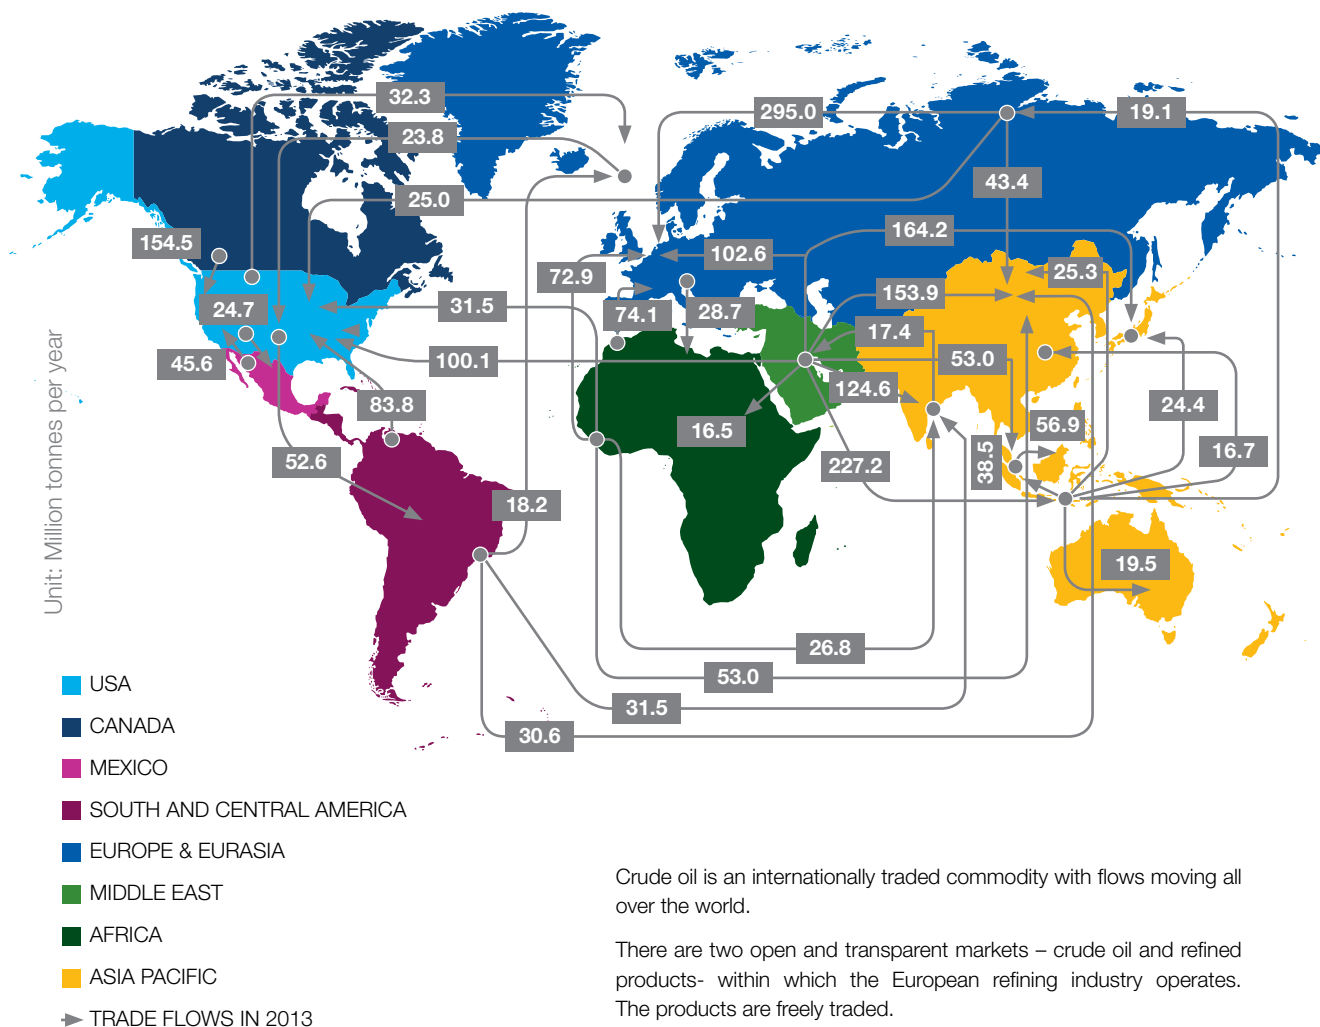 32.3
295.0
19.1
23.8
43.4
25.0
164.2
154.5
102.6
25.3
72.9
153.9
24.7
31.5
74.1
28.7
17.4
45.6
100.1
53.0
124.6
83.8
24.4
16.5
56.9
52.6
227.2
38.5
16.7
18.2
19.5
26.8
53.0
31.5
30.6
Unit: Million tonnes per year
USA
CANADA
MEXICO
SOUTH AND CENTRAL AMERICA
EUROPE & EURASIA
MIDDLE EAST
AFRICA
ASIA PACIFIC
TRADE FLOWS IN 2013
Crude oil is an internationally traded commodity with flows moving all
over the world.
There are two open and transparent markets – crude oil and refined
products- within which the European refining industry operates.
The products are freely traded.